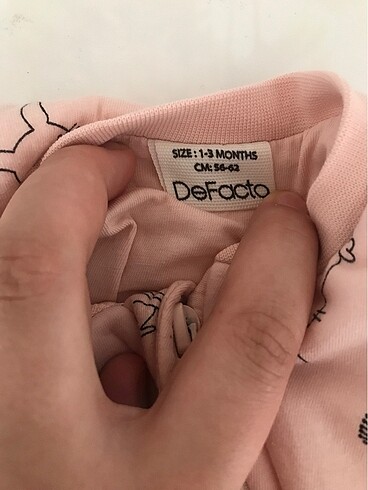 SIZE : 1-3 MONTHS
CM: 56-62
DeFacto